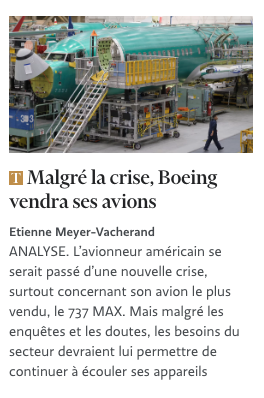 T Malgré la crise, Boeing
vendra ses avions
Etienne Meyer-Vacherand
ANALYSE. L’avionneur américain se
serait passé d’une nouvelle crise,
surtout concernant son avion le plus
vendu, le 737 MAX. Mais malgré les
enquêtes et les doutes, les besoins du
secteur devraient lui permettre de
continuer à écouler ses appareils